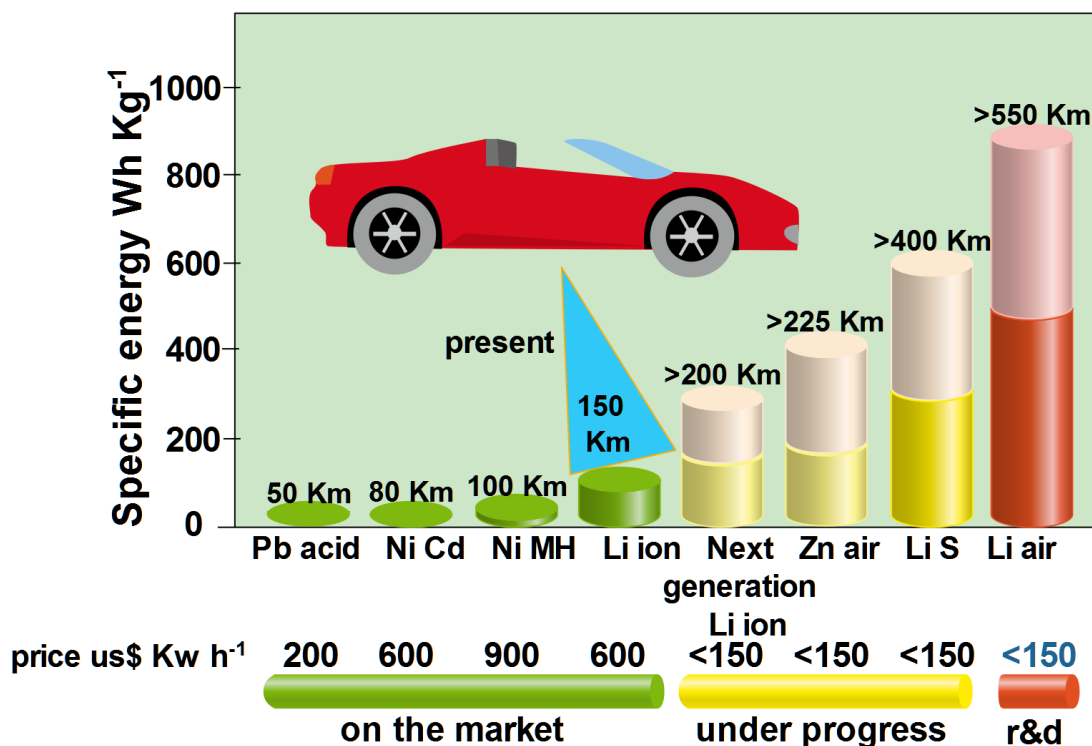 Specific energy Wh Kg-1
1000
800
600
400
200
0
>550 Km
>400 Km
>225 Km
>200 Km
present
150
Km
50 Km
80 Km
100 Km
Pb acid
Ni Cd
Ni MH
Li ion
Next
generation
Li ion
Zn air
Li S
Li air
price us$ Kw h-1 200 600 900 600 <150 <150 <150 <150
on the market
under progress
r&d